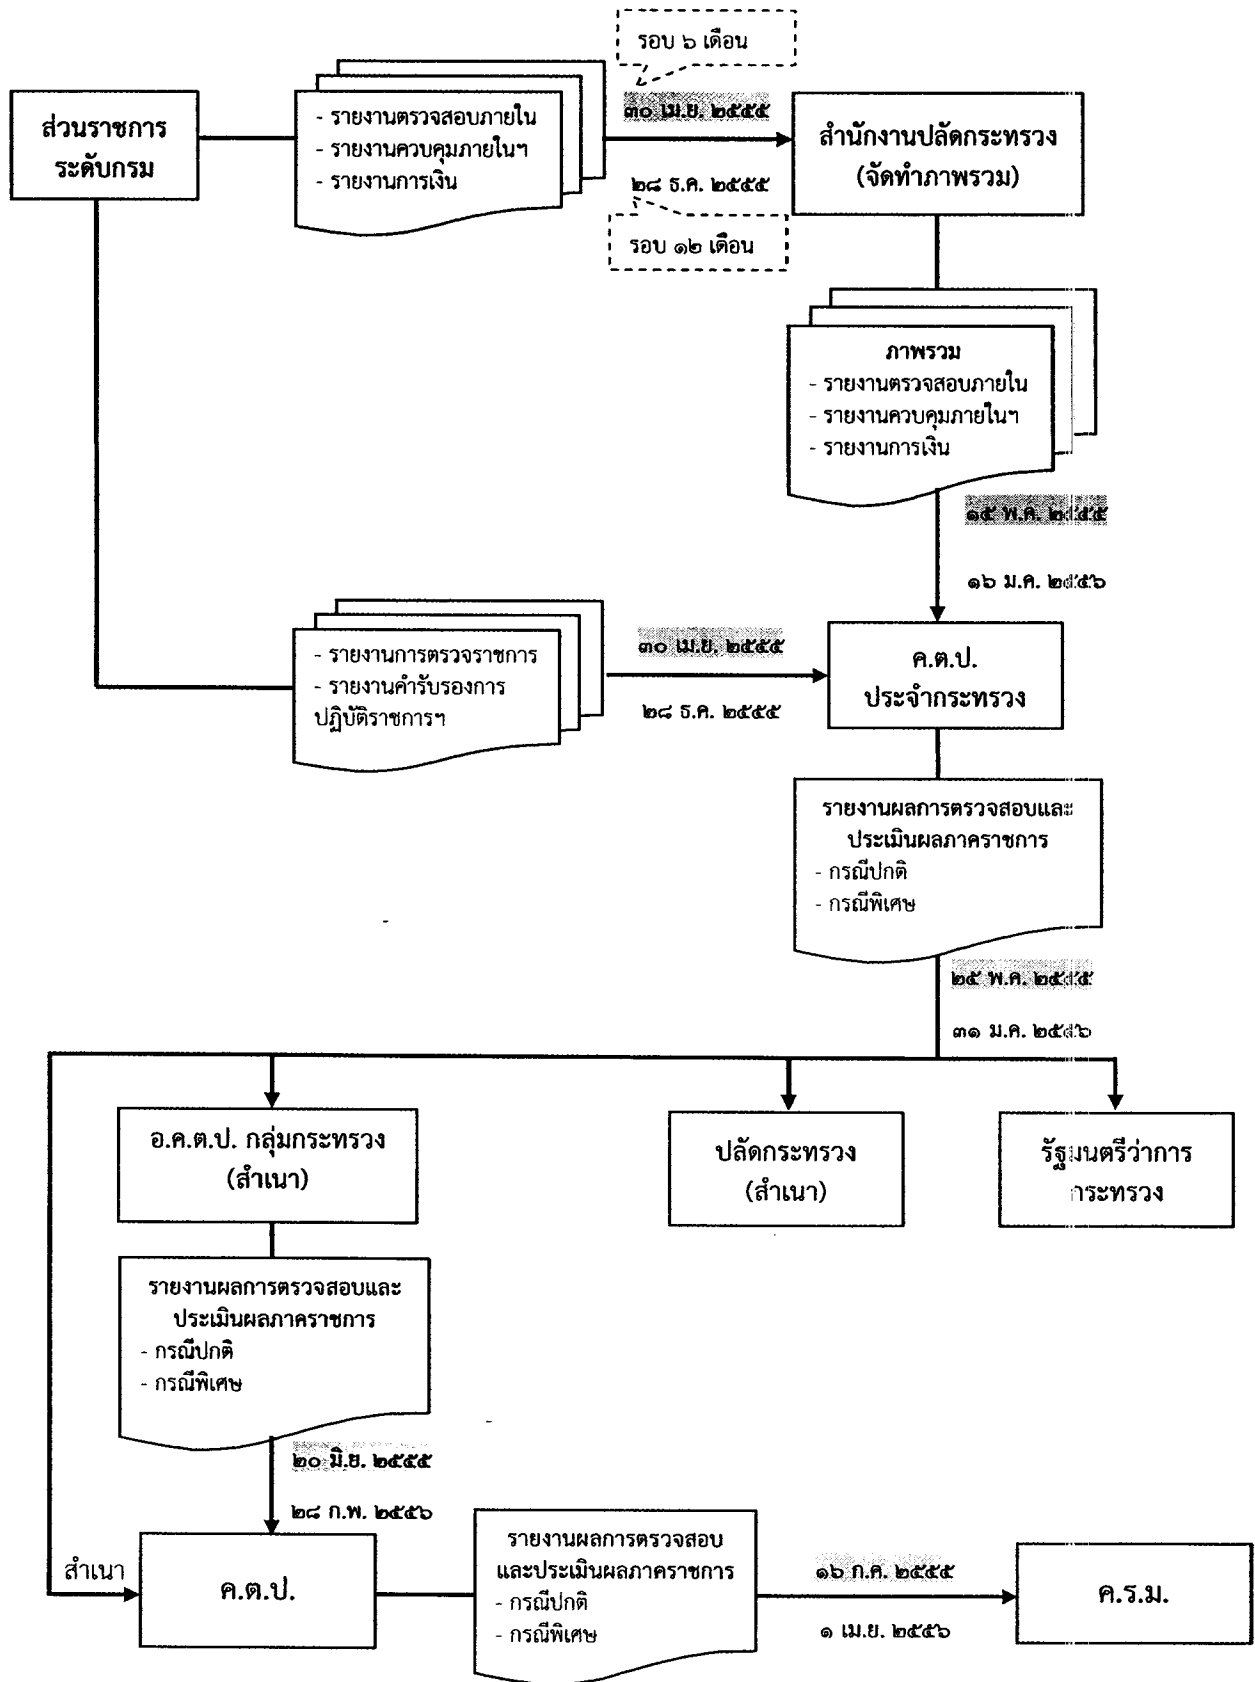 รอบ ๖ เดือน
ส่วนราชการ
ระดับกรม
- รายงานตรวจสอบภายใน
- รายงานควบคุมภายในฯ
- รายงานการเงิน
๓๐ เม.ย. ๒๕๕๕
๒๘ ธ.ค. ๒๕๕๕
รอบ ๑๒ เดือน
สำนักงานปลัดกระทรวง
(จัดทำภาพรวม)
ภาพรวม
- รายงานตรวจสอบภายใน
- รายงานควบคุมภายในฯ
- รายงานการเงิน
๑๕ พ.ค. ๒๕๕๕
๑๖ ม.ค. ๒๕๕๖
- รายงานการตรวจราชการ
- รายงานคำรับรองการ
ปฏิบัติราชการฯ
๓๐ เม.ย. ๒๕๕๕
๒๘ ธ.ค. ๒๕๕๕
ค.ต.ป.
ประจำกระทรวง
รายงานผลการตรวจสอบและ
ประเมินผลภาคราชการ
- กรณีปกติ
- กรณีพิเศษ
๒๕ พ.ค. ๒๕๕๕
๓๑ ม.ค. ๒๕๕๖
อ.ค.ต.ป. กลุ่มกระทรวง
(สำเนา)
ปลัดกระทรวง
(สำเนา)
รัฐมนตรีว่าการ
กระทรวง
รายงานผลการตรวจสอบและ
ประเมินผลภาคราชการ
- กรณีปกติ
- กรณีพิเศษ
๒๐ มิ.ย. ๒๕๕๕
๒๘ ก.พ. ๒๕๕๖
สำเนา
ค.ต.ป.
รายงานผลการตรวจสอบ
และประเมินผลภาคราชการ
- กรณีปกติ
- กรณีพิเศษ
๑๖ ก.ค. ๒๕๕๕
๑ เม.ย. ๒๕๕๖
ค.ร.ม.